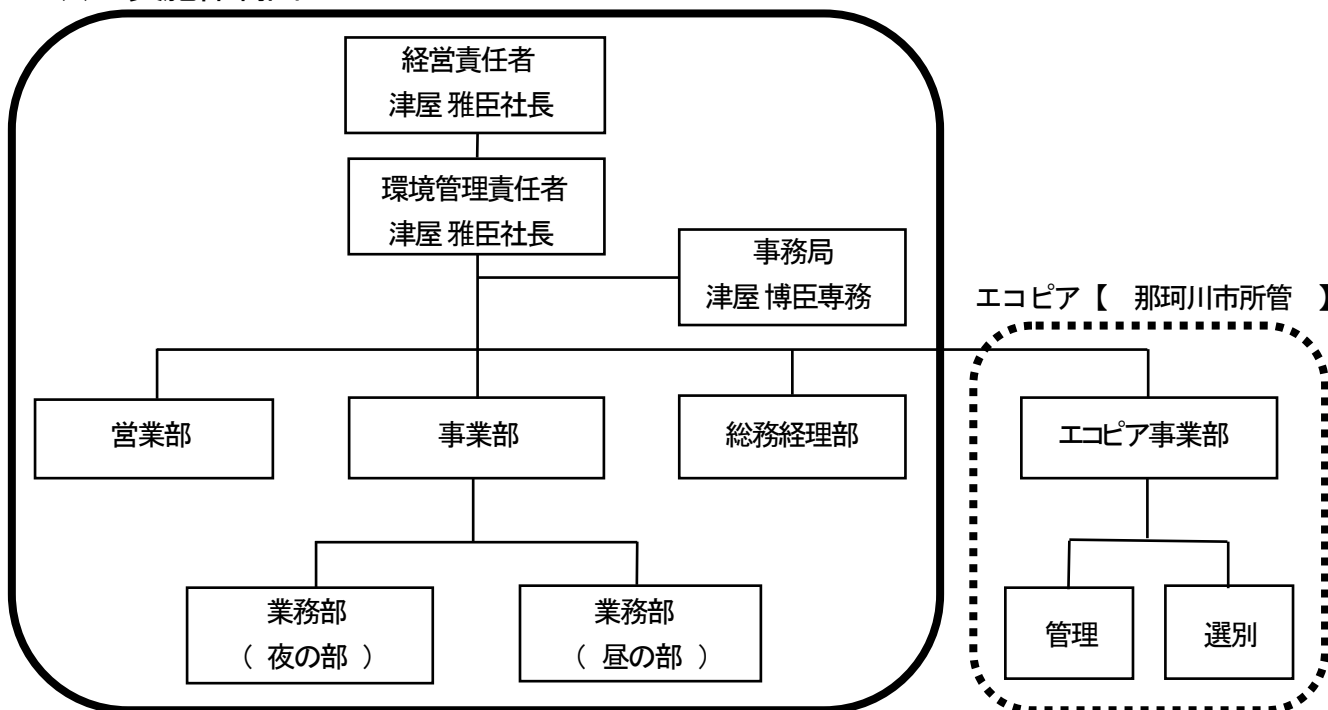 経営責任者
津屋 雅臣社長
環境管理責任者
津屋 雅臣社長
事務局
津屋 博臣専務
エコピア【 那珂川市所管 】
営業部
事業部
総務経理部
エコピア事業部
業務部
（ 夜の部 ）
業務部
（ 昼の部 ）
管理
選別